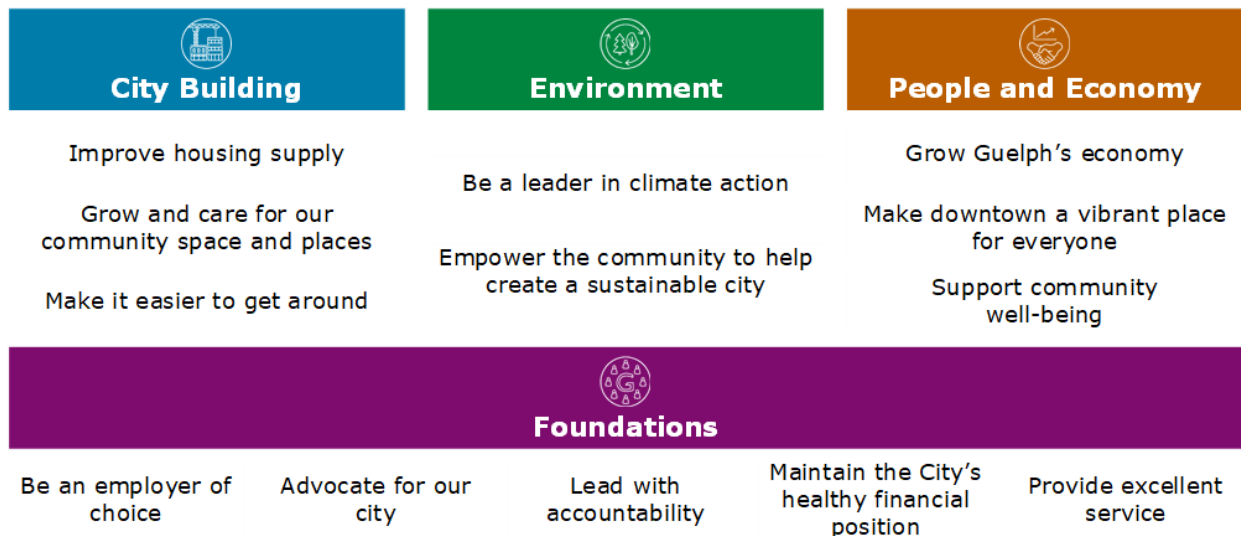 City Building
Improve housing supply
Grow and care for our
community space and places
Make it easier to get around
Environment
Be a leader in climate action
Empower the community to help
create a sustainable city
People and Economy
Grow Guelph’s economy
Make downtown a vibrant place
for everyone
Support community
well-being
G
Foundations
Be an employer of
choice
Advocate for our
city
Lead with
accountability
Maintain the City’s
healthy financial
position
Provide excellent
service